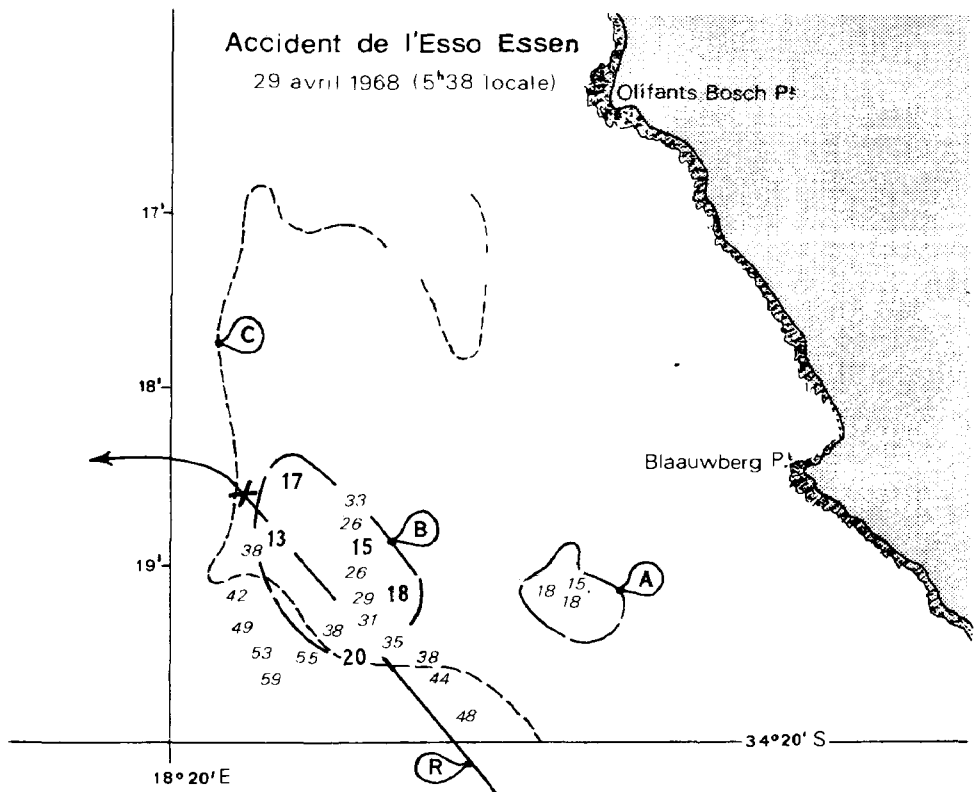 Accident de l'Esso Essen
29 avril 1968 (5h38 locale)
Olifants Bosch Pt
17'
C
18'
Blaauwberg Pt
17
33
26
B
13
15
38
19'
26
A
18
15
18
42
29
18
31
49
38
35
53
55
20
38
59
44
48
34°20' S
R
18°20' E